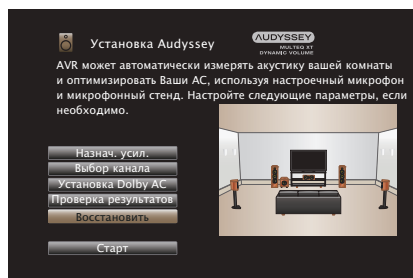 Установка Audyssey
AUDYSSEY
MULTEQ XT
DYNAMIC VOLUME
AVR может автоматически измерять акустику вашей комнаты
и оптимизировать Ваши АС, используя настроечный микрофон
и микрофонный стенд. Настройте следующие параметры, если
необходимо.
Назнач. усил.
Выбор канала
Установка Dolby АС
Проверка результатов
Восстановить
Старт